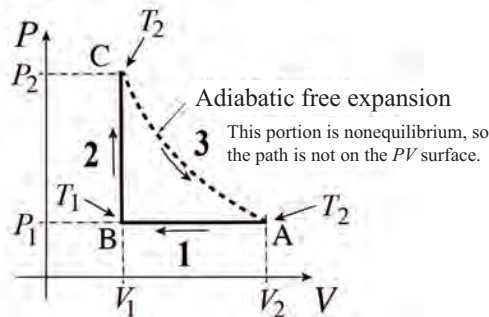 P
T₂
C
P₂
Adiabatic free expansion
This portion is nonequilibrium, so
the path is not on the PV surface.
3
2
T₁
T₂
P₁
B
A
1
V₁
V₂
V